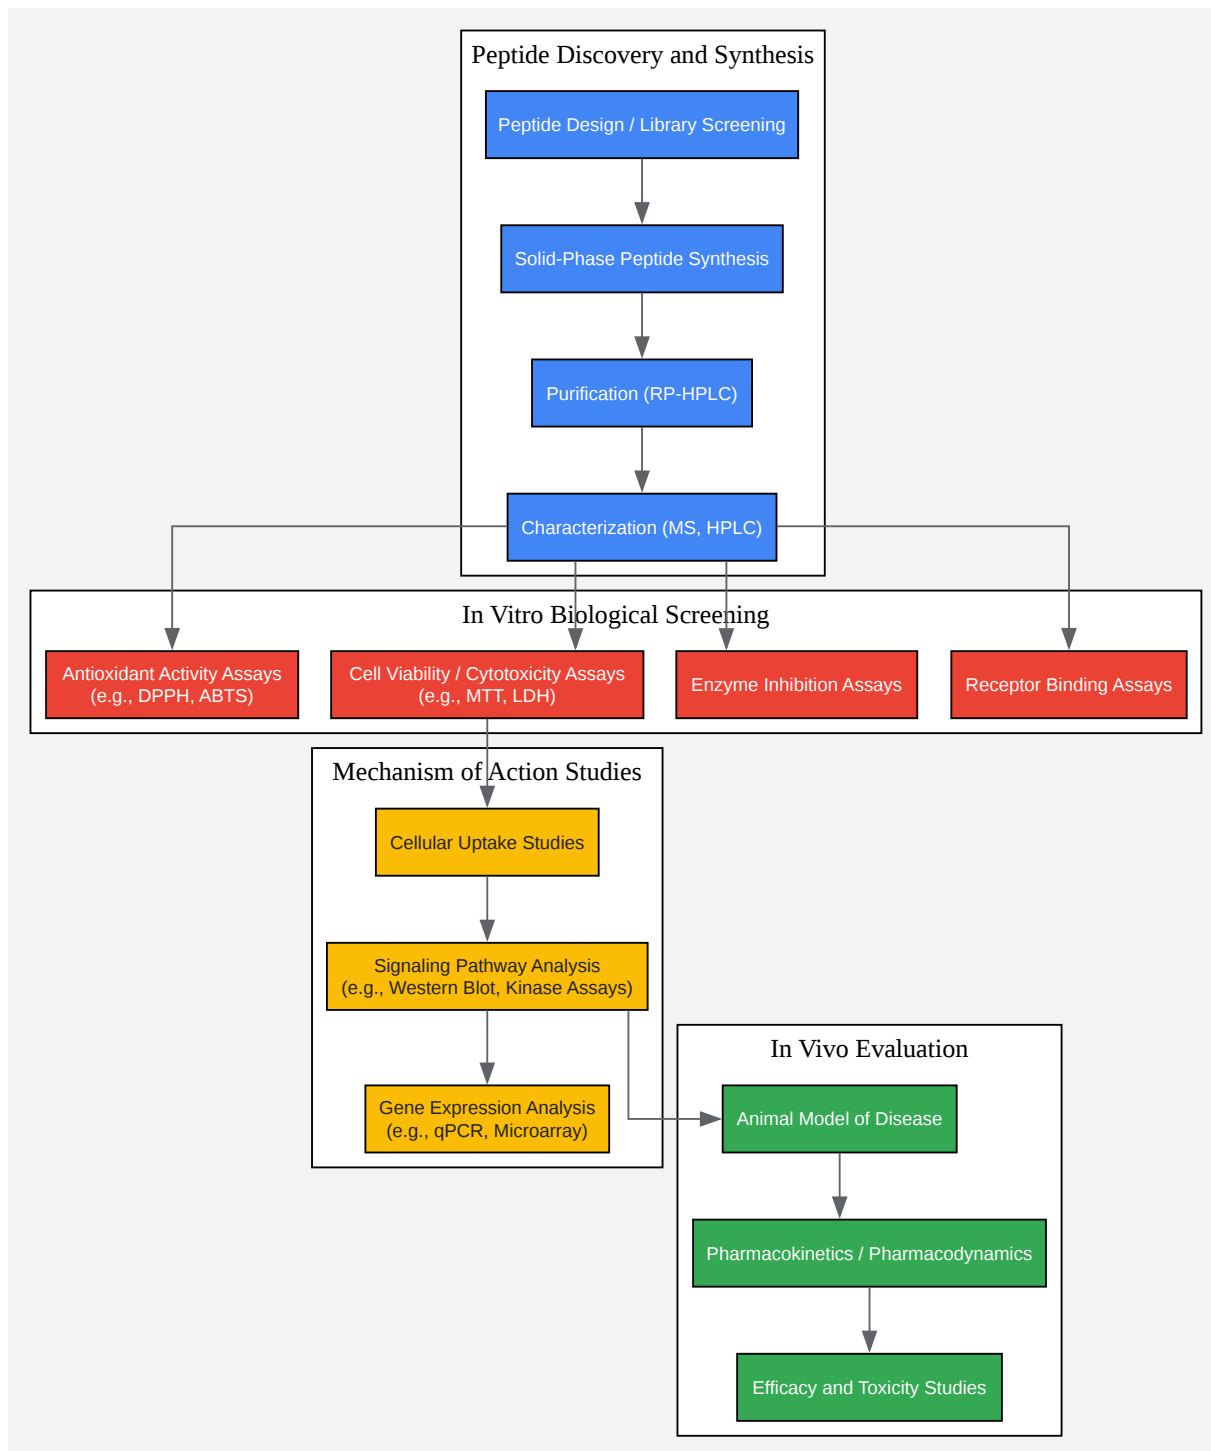 Peptide Discovery and Synthesis
Peptide Design / Library Screening
Solid-Phase Peptide Synthesis
Purification (RP-HPLC)
Characterization (MS, HPLC)
In Vitro Biological Screening
Antioxidant Activity Assays
(e.g., DPPH, ABTS)
Cell Viability / Cytotoxicity Assays
(e.g., MTT, LDH)
Enzyme Inhibition Assays
Receptor Binding Assays
Mechanism of Action Studies
Cellular Uptake Studies
Signaling Pathway Analysis
(e.g., Western Blot, Kinase Assays)
Gene Expression Analysis
(e.g., qPCR, Microarray)
In Vivo Evaluation
Animal Model of Disease
Pharmacokinetics / Pharmacodynamics
Efficacy and Toxicity Studies